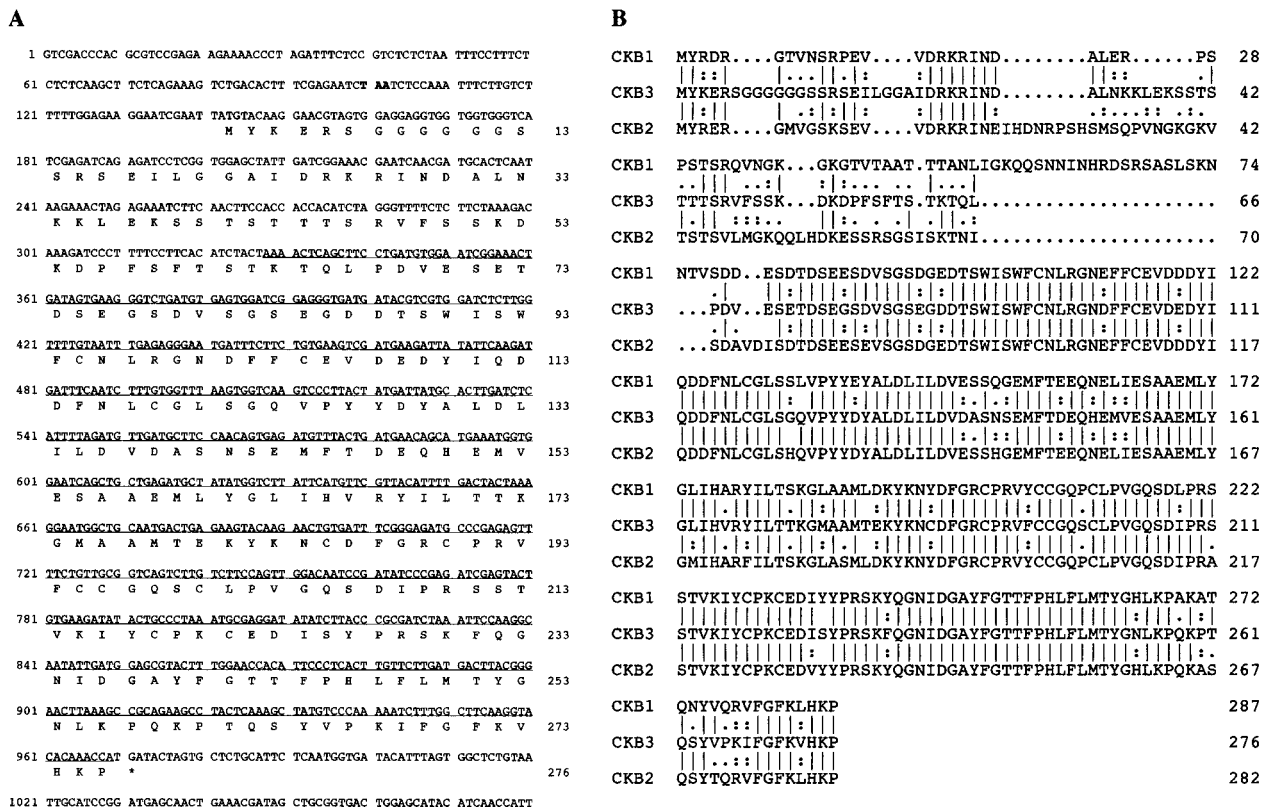 A
1 GTCGACCCAC GCGTCCGAGA AGAAAACCCT AGATTTCTCC GTCTCTCTAA TTTCCTTTCT
61 CTCTCAAGCT TCTCAGAAAG TCTGACACTT TCGAGAATCT AATCTCCAAA TTTCTTGTCT
121 TTTTGGAGAA GGAATCGAAT TATGTACAAG GAACGTAGTG GAGGAGGTGG TGGTGGGTCA
M Y K E R S G G G G G S 13
181 TCGAGATCAG AGATCCTCGG TGGAGCTATT GATCGGAAAC GAATCAACGA TGCACTCAAT
S R S E I L G G A I D R K R I N D A L N 33
241 AAGAAACTAG AGAAATCTTC AACTTCCACC ACCACATCTA GGGTTTTCTC TTCTAAAGAC
K K L E K S S T S T T T S R V F S S K D 53
301 AAAGATCCCT TTTCCTTCAC ATCTACTAAA ACTCAGCTTC CTGATGTGGA ATCGGAAACT
K D P F S F T S T K T Q L P D V E S E T 73
361 GATAGTGAAG GGTCTGATGT GAGTGGATCG GAGGGTGATG ATACGTCGTG GATCTCTTGG
D S E G S D V S G S E G D D T S W I S W 93
421 TTTTGTAATT TGAGAGGGAA TGATTTCTTC TGTGAAGTCG ATGAAGATTA TATTCAAGAT
F C N L R G N D F F C E V D E D Y I Q D 113
481 GATTTCAATC TTTGTGGTTT AAGTGGTCAA GTCCCTTACT ATGATTATGC ACTTGATCTC
D F N L C G L S G Q V P Y Y D Y A L D L 133
541 ATTTTAGATG TTGATGCTTC CAACAGTGAG ATGTTTACTG ATGAACAGCA TGAAATGGTG
I L D V D A S N S E M F T D E Q H E M V 153
601 GAATCAGCTG CTGAGATGCT ATATGGTCTT ATTCATGTTC GTTACATTTT GACTACTAAA
E S A A E M L Y G L I H V R Y I L T T K 173
661 GGAATGGCTG CAATGACTGA GAAGTACAAG AACTGTGATT TCGGGAGATG CCCGAGAGTT
G M A A M T E K Y K N C D F G R C P R V 193
721 TTCTGTTGCG GTCAGTCTTG TCTTCCAGTT GGACAATCCG ATATCCCGAG ATCGAGTACT
F C C G Q S C L P V G Q S D I P R S S T 213
781 GTGAAGATAT ACTGCCCTAA ATGCGAGGAT ATATCTTACC CGCGATCTAA ATTCCAAGGC
V K I Y C P K C E D I S Y P R S K F Q G 233
841 AATATTGATG GAGCGTACTT TGGAACCACA TTCCCTCACT TGTTCTTGAT GACTTACGGG
N I D G A Y F G T T F P H L F L M T Y G 253
901 AACTTAAAGC CGCAGAAGCC TACTCAAAGC TATGTCCCAA AAATCTTTGG CTTCAAGGTA
N L K P Q K P T Q S Y V P K I F G F K V 273
961 CACAAACCAT GATACTAGTG CTCTGCATTC TCAATGGTGA TACATTTAGT GGCTCTGTAA
H K P * 276
1021 TTGCATCCGG ATGAGCAACT GAAACGATAG CTGCGGTGAC TGGAGCATAC ATCAACCATT
B
CKB1 MYRDR....GTVNSRPEV....VDRKRIND.........ALER......PS 28
CKB3 MYKERSGGGGGSSRSEILGGAIDRKRIND.........ALNKKLEKSSTS 42
CKB2 MYRER....GMVGSKSEV....VDRKRINEIHDNRPSHSMSQPVNGKGKV 42
CKB1 PSTSRQVNGK...GKGTVTAAT.TTANLIGKQQSNNINHRDSRSASLSKN 74
CKB3 TTTSRVFSSK...DKDPFSFTS.TKTQL...................... 66
CKB2 TSTSVLMGKQQLHDKESSRSGSISKTNI...................... 70
CKB1 NTVSDD..ESDTDSEESDVSGSDGEDTSWISWFCNLRGNEFFCEVDDDYI 122
CKB3 ..PDV..ESETDSEGSDVSGSEGDDTSWISWFCNLRGNDFFCEVDEDYI 111
CKB2 ...SDAVDISDTDSEESEVSGSDGEDTSWISWFCNLRGNEFFCEVDDDYI 117
CKB1 QDDFNLCGLSSLVPYYEYALDLILDVESSQGEMFTEEQNELIESAAEMLY 172
CKB3 QDDFNLCGLSGQVPYYDYALDLILDVDASNSEMFTDEQHEMVESAAEMLY 161
CKB2 QDDFNLCGLSHQVPYYDYALDLILDVESSHGEMFTEEQNELIESAAEMLY 167
CKB1 GLIHARYILTSKGLAAMLDKYKNYDFGRCPRVYCCGQPCLPVGQSDLPRS 222
CKB3 GLIHVRYILTTKGMAAMTEKYKNCDFGRCPRVFCCGQSCLPVGQSDIPRS 211
CKB2 GMIHARFILTSKGLASMLDKYKNYDFGRCPRVYCCGQPCLPVGQSDIPRA 217
CKB1 STVKIYCPKCEDIYYPRSKYQGNIDGAYFGTTFPHLFLMTYGHLKPAKAT 272
CKB3 STVKIYCPKCEDISYPRSKFQGNIDGAYFGTTFPHLFLMTYGNLKPQKPT 261
CKB2 STVKIYCPKCEDVYYPRSKYQGNIDGAYFGTTFPHLFLMTYGHLKPQKAS 267
CKB1 QNYVQRVFGFKLHKP 287
CKB3 QSYVPKIFGFKVHKP 276
CKB2 QSYTQRVFGFKLHKP 282